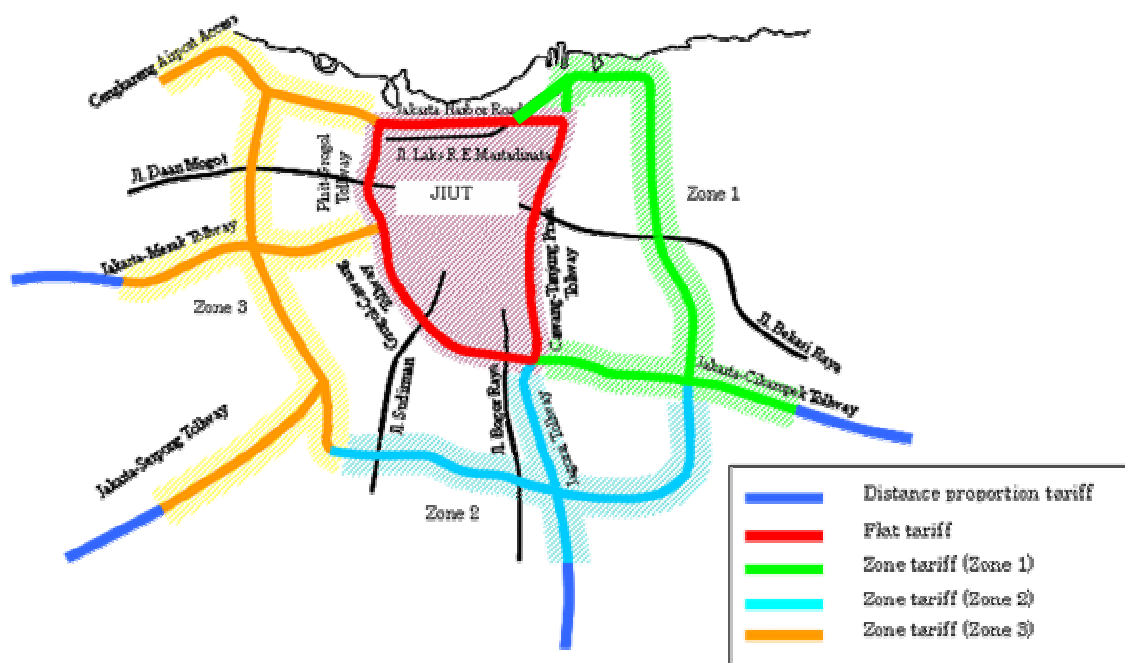 Cengkareng Airport Access
Jakarta Harbor Road
Jl. Laks R.E Martadinata
Jl. Daan Mogot
Pluit-Grogol
Tollway
JIUT
Zone 1
Jakarta-Merak Tollway
Cawang-Tanjung Priok
Tollway
Zone 3
Grogol-Cawang
Tollway
Jl. Bekasi Raya
Jakarta-Cikampek Tollway
Jl. Sudirman
Jl. Bogor Raya
Jagorawi Tollway
Jakarta-Serpong Tollway
Zone 2
Distance proportion tariff
Flat tariff
Zone tariff (Zone 1)
Zone tariff (Zone 2)
Zone tariff (Zone 3)